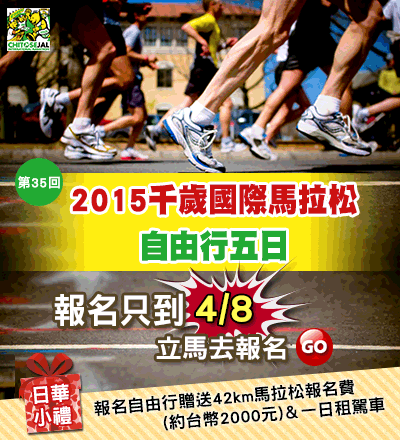 CHITOSEJAL
第35回
2015千歲國際馬拉松
自由行五日
報名只到 4/8
立馬去報名 GO
日華
小禮
報名自由行贈送42km馬拉松報名費
(約台幣2000元)&一日租駕車